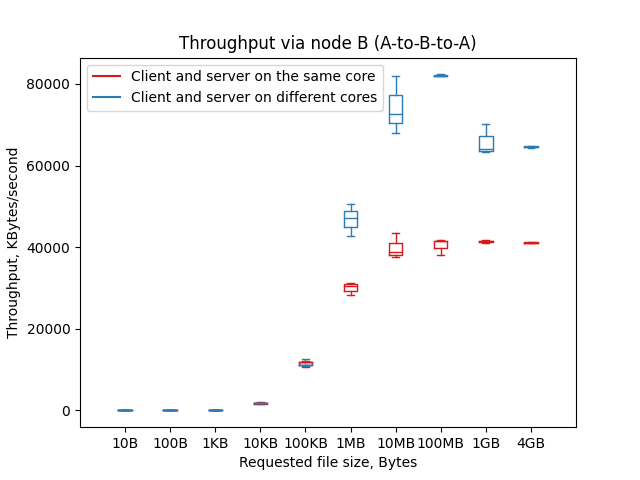 Throughput via node B (A-to-B-to-A)
Client and server on the same core
Client and server on different cores
Throughput, KBytes/second
80000
60000
40000
20000
0
10B 100B 1KB 10KB 100KB 1MB 10MB 100MB 1GB 4GB
Requested file size, Bytes